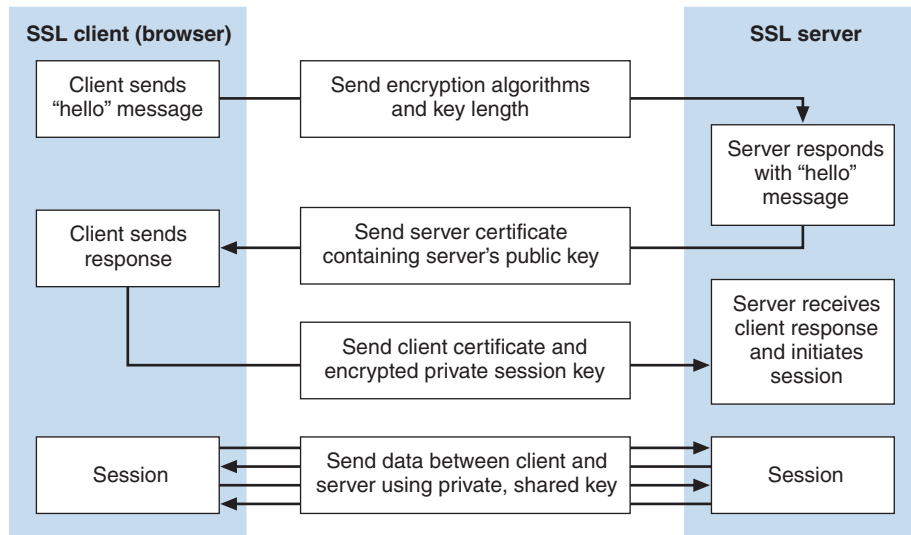 SSL client (browser)
SSL server
Client sends
“hello” message
Send encryption algorithms
and key length
Server responds
with “hello”
message
Send server certificate
containing server’s public key
Client sends
response
Send client certificate and
encrypted private session key
Server receives
client response
and initiates
session
Session
Send data between client and
server using private, shared key
Session